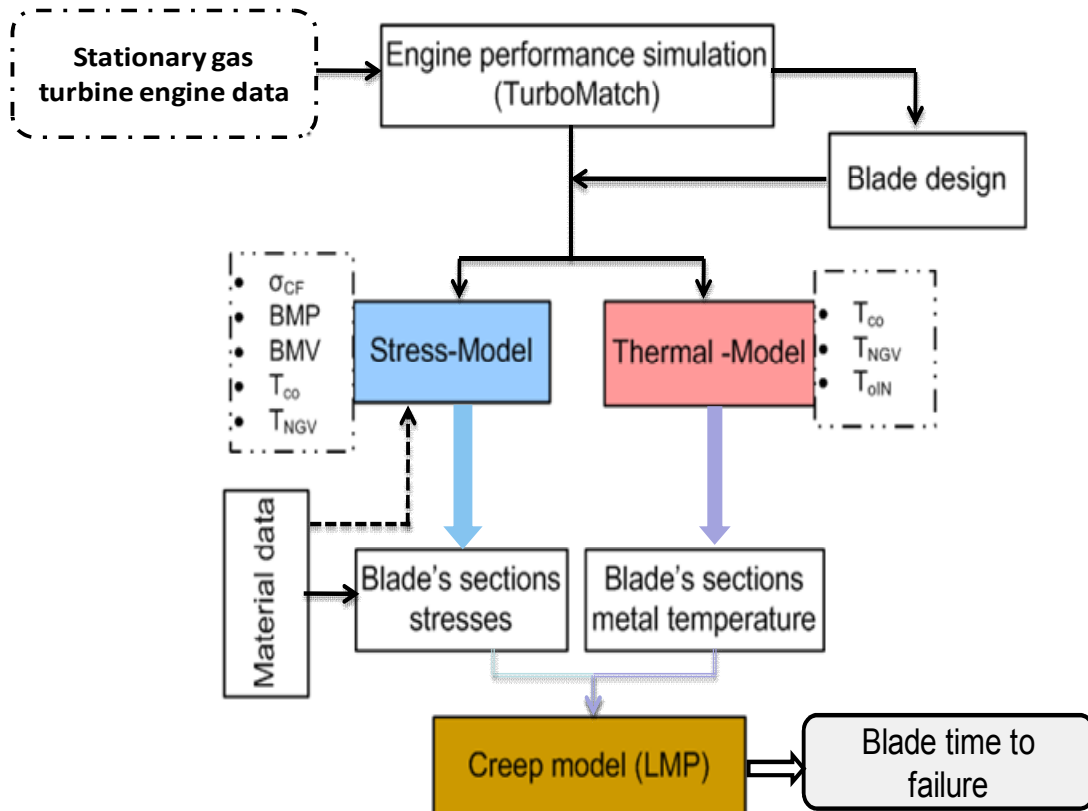 Stationary gas
turbine engine data
Engine performance simulation
(TurboMatch)
Blade design
• σCF
• BMP
• BMV
• Tco
• TNGV
Stress-Model
Thermal -Model
• Tco
• TNGV
• ToIN
Material data
Blade's sections
stresses
Blade's sections
metal temperature
Creep model (LMP)
Blade time to
failure